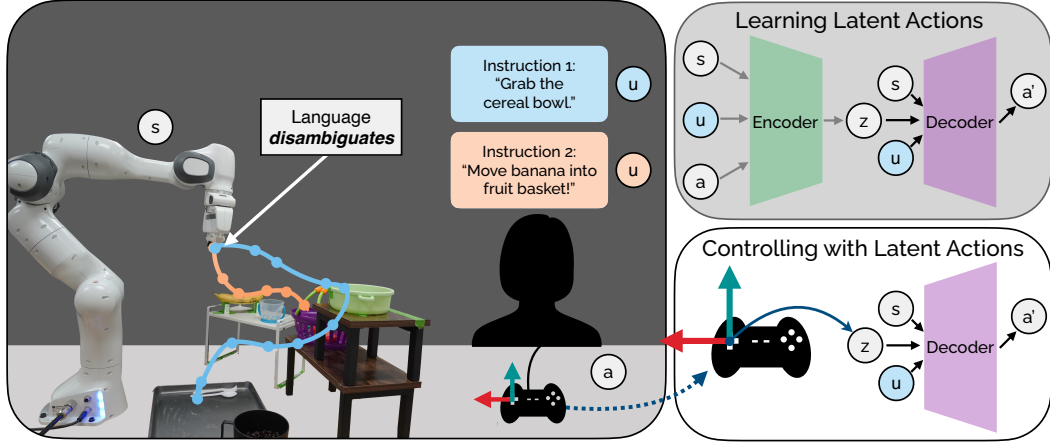 s
Language
disambiguates
Instruction 1:
"Grab the
cereal bowl."
u
Instruction 2:
"Move banana into
fruit basket!"
u
a
Learning Latent Actions
s
u
a
Encoder
z
s
u
Decoder
a'
Controlling with Latent Actions
z
s
u
Decoder
a'